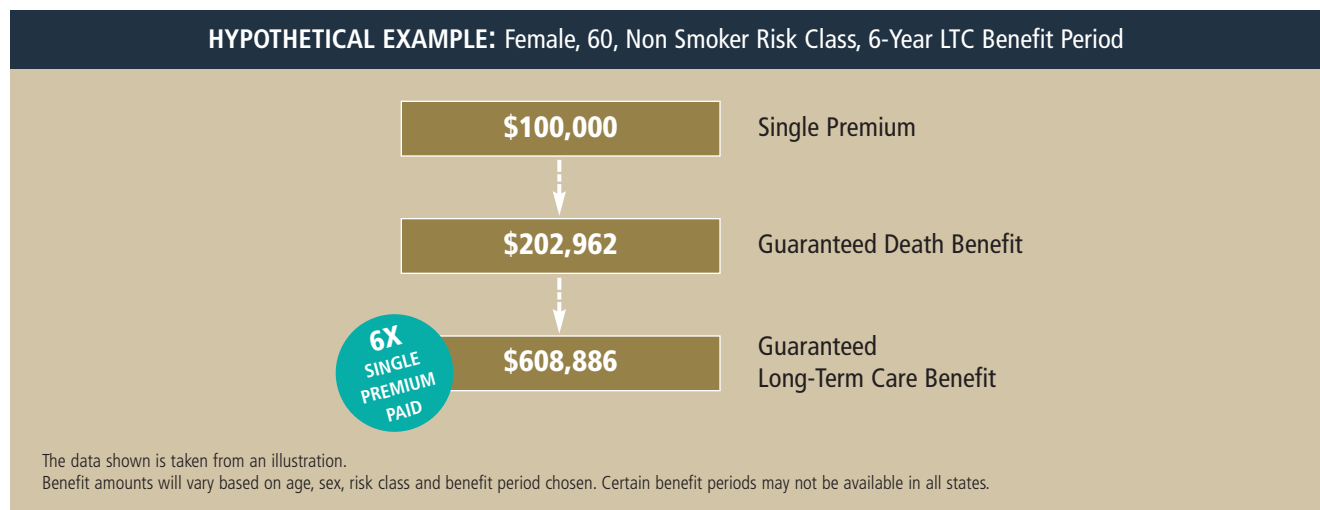 HYPOTHETICAL EXAMPLE: Female, 60, Non Smoker Risk Class, 6-Year LTC Benefit Period
$100,000
Single Premium
$202,962
Guaranteed Death Benefit
6X
SINGLE
PREMIUM
PAID
$608,886
Guaranteed
Long-Term Care Benefit
The data shown is taken from an illustration.
Benefit amounts will vary based on age, sex, risk class and benefit period chosen. Certain benefit periods may not be available in all states.